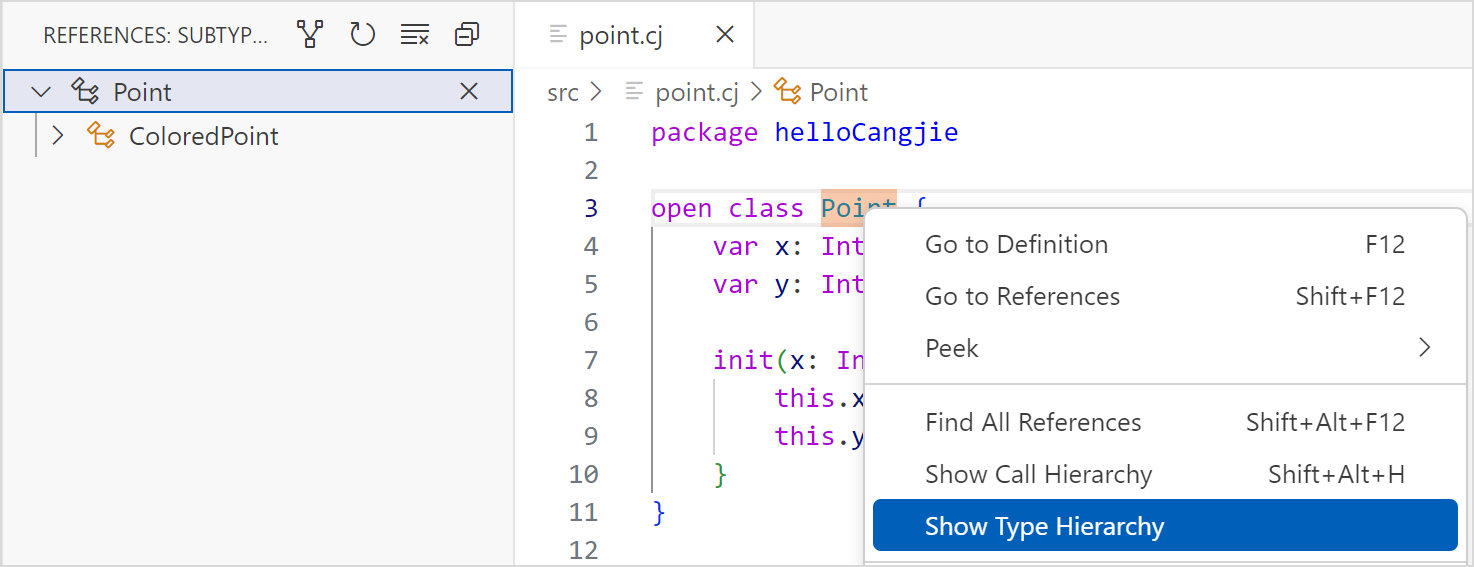 REFERENCES: SUBTYP...
Point
ColoredPoint
point.cj
src > point.cj > Point
1 package helloCangjie
2
3 open class Point {
4 var x: Int
5 var y: Int
6
7 init(x: In
8 this.x
9 this.y
10 }
11 }
12
Go to Definition F12
Go to References Shift+F12
Peek
Find All References Shift+Alt+F12
Show Call Hierarchy Shift+Alt+H
Show Type Hierarchy